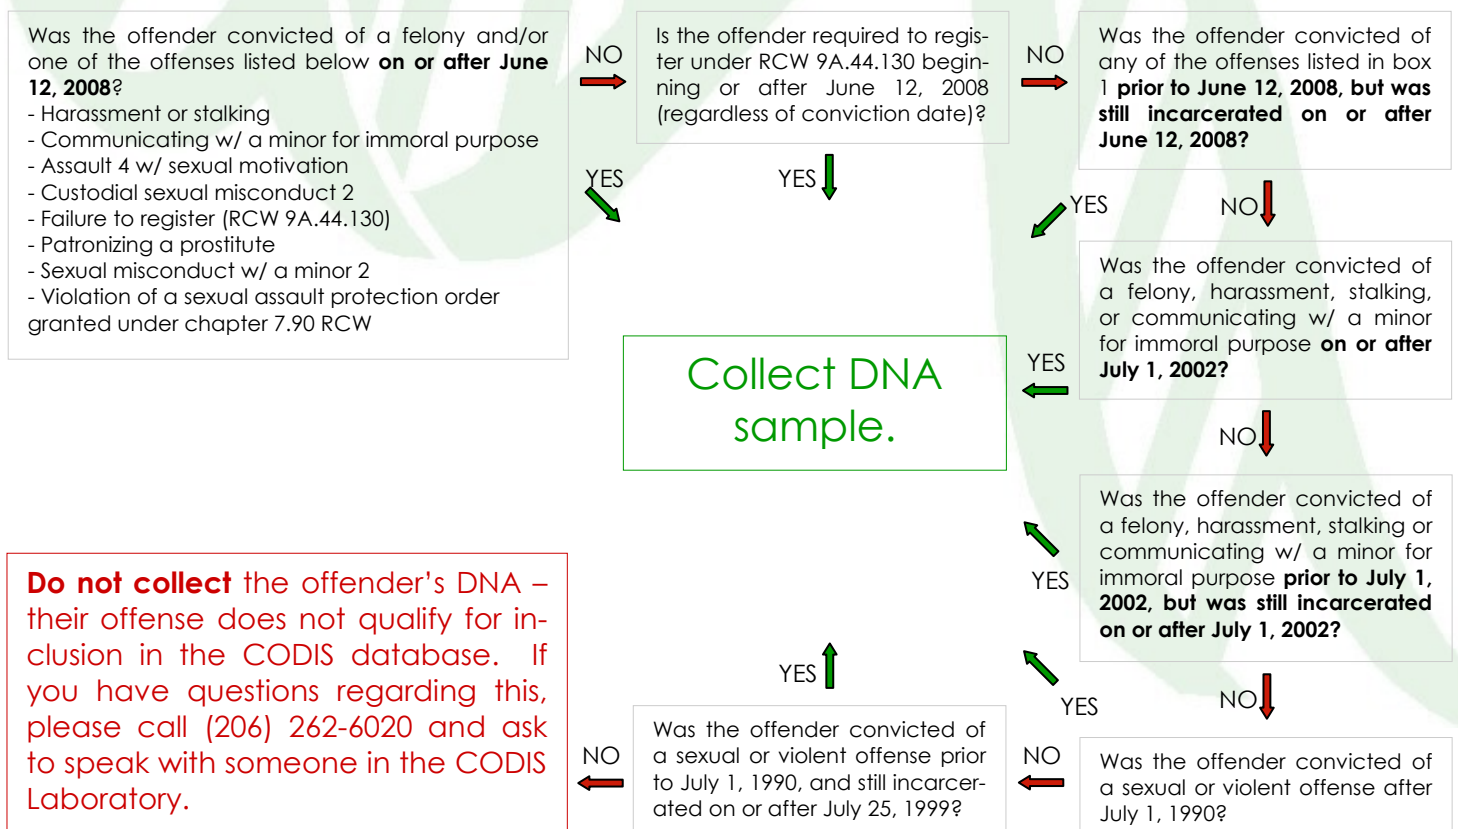 Was the offender convicted of a felony and/or
one of the offenses listed below on or after June
12, 2008?
- Harassment or stalking
- Communicating w/ a minor for immoral purpose
- Assault 4 w/ sexual motivation
- Custodial sexual misconduct 2
- Failure to register (RCW 9A.44.130)
- Patronizing a prostitute
- Sexual misconduct w/ a minor 2
- Violation of a sexual assault protection order
granted under chapter 7.90 RCW
NO
YES
Is the offender required to regis-
ter under RCW 9A.44.130 begin-
ning or after June 12, 2008
(regardless of conviction date)?
NO
YES
Was the offender convicted of
any of the offenses listed in box
1 prior to June 12, 2008, but was
still incarcerated on or after
June 12, 2008?
YES
NO
Was the offender convicted of
a felony, harassment, stalking,
or communicating w/ a minor
for immoral purpose on or after
July 1, 2002?
YES
NO
Collect DNA
sample.
Was the offender convicted of
a felony, harassment, stalking or
communicating w/ a minor for
immoral purpose prior to July 1,
2002, but was still incarcerated
on or after July 1, 2002?
YES
NO
Was the offender convicted of
a sexual or violent offense after
July 1, 1990?
YES
NO
Was the offender convicted of
a sexual or violent offense prior
to July 1, 1990, and still incarcer-
ated on or after July 25, 1999?
YES
NO
Do not collect the offender’s DNA –
their offense does not qualify for in-
clusion in the CODIS database. If
you have questions regarding this,
please call (206) 262-6020 and ask
to speak with someone in the CODIS
Laboratory.